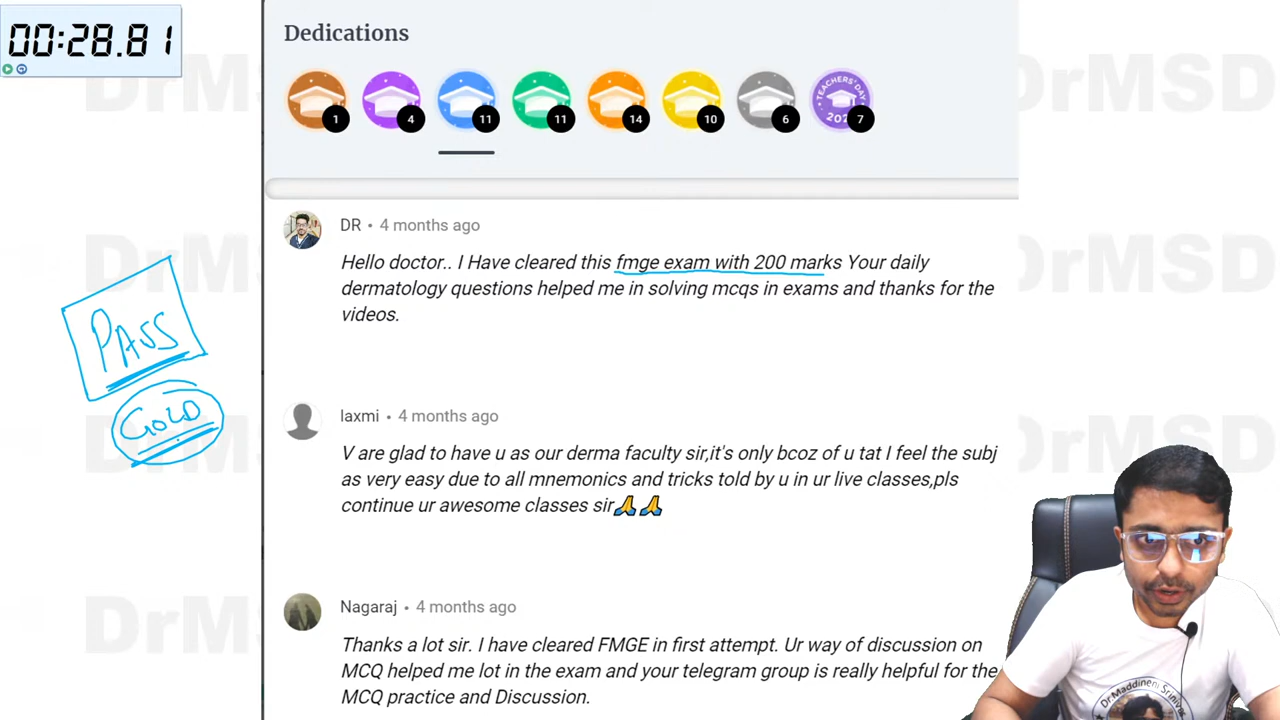 00:28.81
DrMSD
Dedications
1 4 11 11 14 10 6 7
TEACHERS' DAY
DR • 4 months ago
Hello doctor.. I Have cleared this fmge exam with 200 marks Your daily
dermatology questions helped me in solving mcqs in exams and thanks for the
videos.
PASS
GOLD
laxmi • 4 months ago
V are glad to have u as our derma faculty sir,it's only bcoz of u tat I feel the subj
as very easy due to all mnemonics and tricks told by u in ur live classes,pls
continue ur awesome classes sir🙏🙏
Nagaraj • 4 months ago
Thanks a lot sir. I have cleared FMGE in first attempt. Ur way of discussion on
MCQ helped me lot in the exam and your telegram group is really helpful for the
MCQ practice and Discussion.
Dr.Maddineni